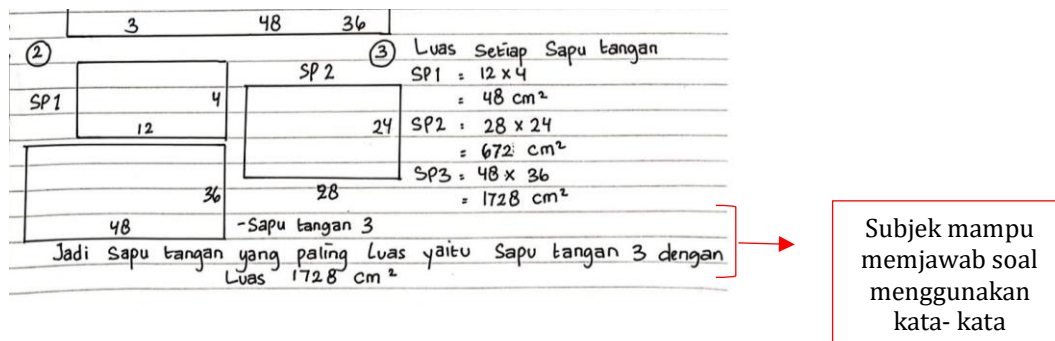 3 48 36
②
SP1
4
12
SP 2
24
28
36
48
-Sapu tangan 3
③ Luas Setiap Sapu tangan
SP1 = 12 x 4
= 48 cm²
SP2 = 28 x 24
= 672 cm²
SP3 = 48 x 36
= 1728 cm²
Jadi Sapu tangan yang paling Luas yaitu Sapu tangan 3 dengan
Luas 1728 cm²
Subjek mampu
memjawab soal
menggunakan
kata- kata